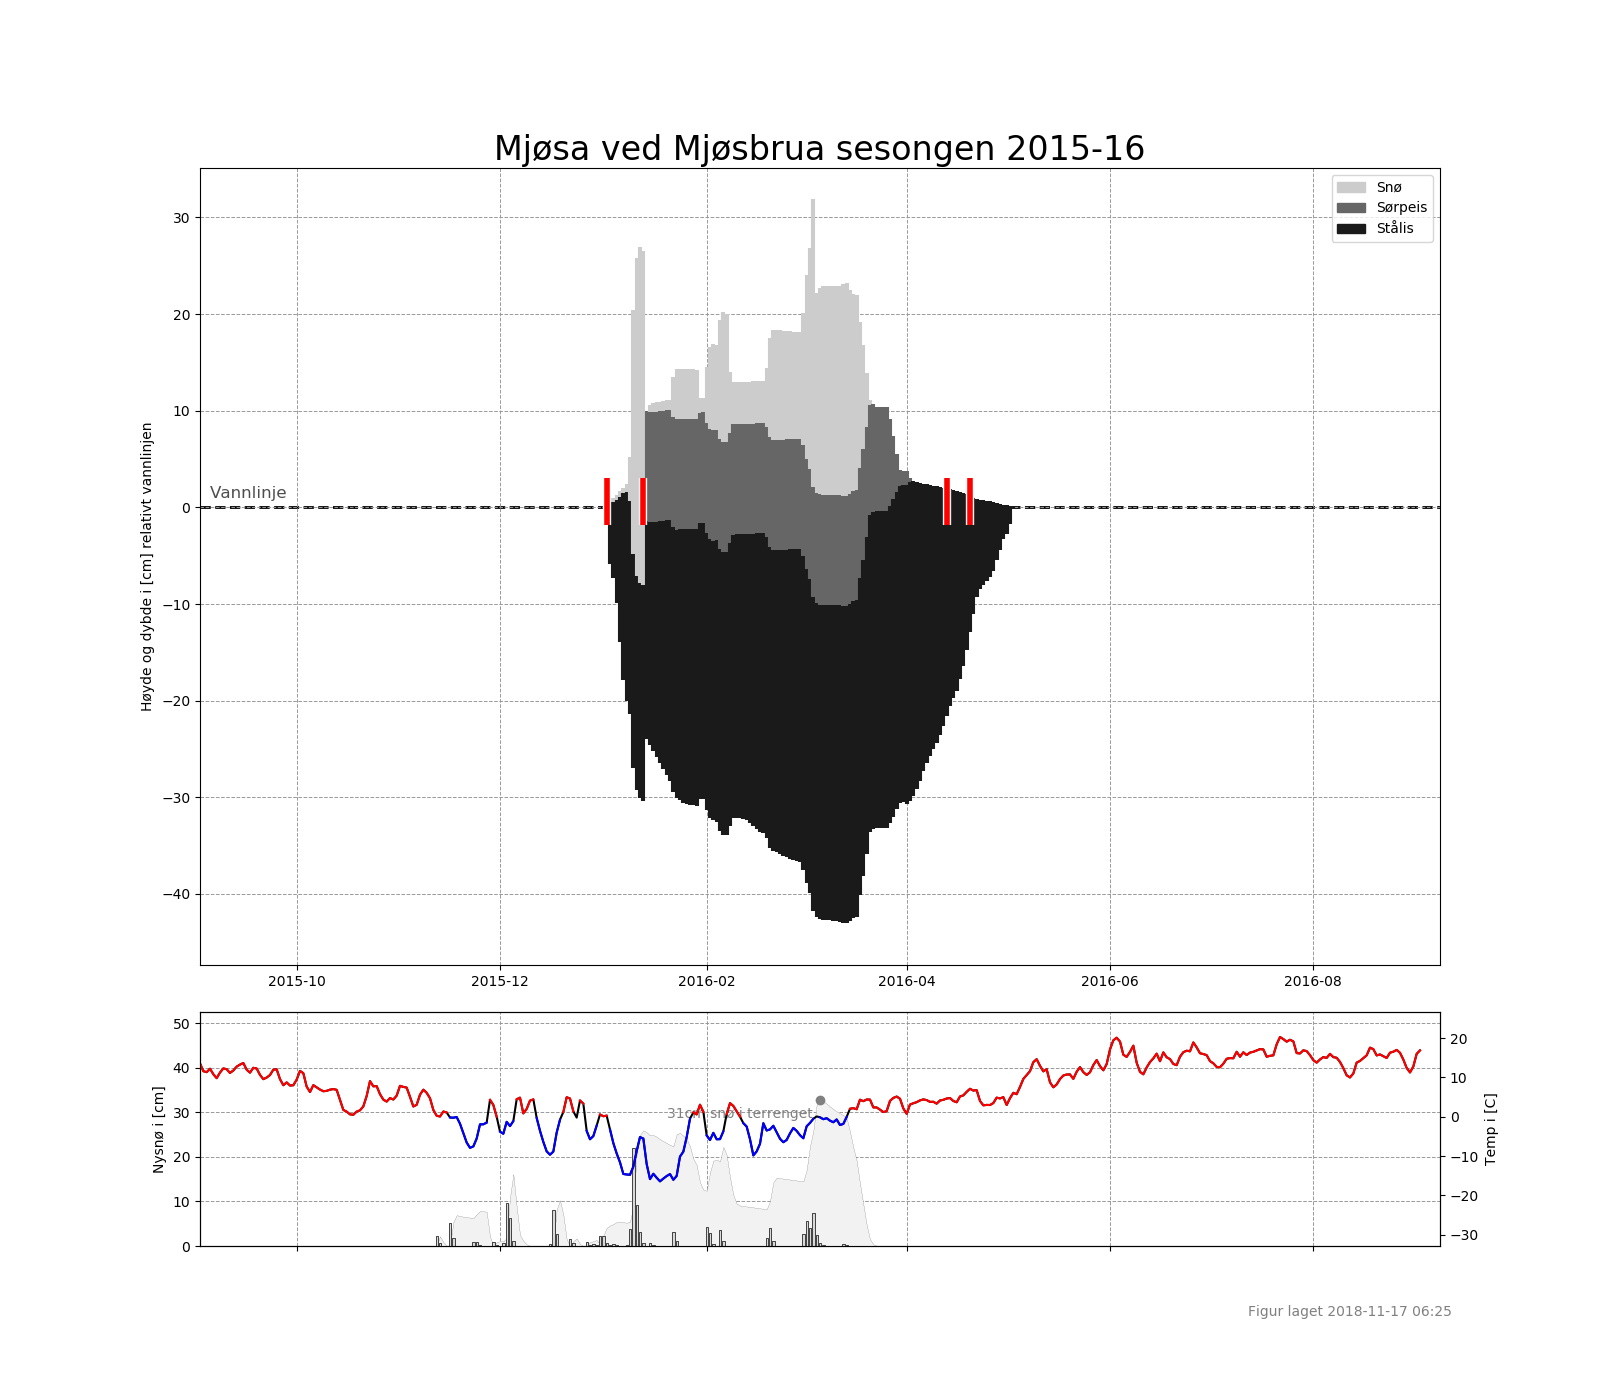 Mjøsa ved Mjøsbrua sesongen 2015-16
Snø
Sørpeis
Stålis
30
20
10
0
−10
−20
−30
−40
Høyde og dybde i [cm] relativt vannlinjen
Vannlinje
2015-10
2015-12
2016-02
2016-04
2016-06
2016-08
50
40
30
20
10
0
Nysnø i [cm]
31cm snø i terrenget
20
10
0
−10
−20
−30
Temp i [C]
Figur laget 2018-11-17 06:25